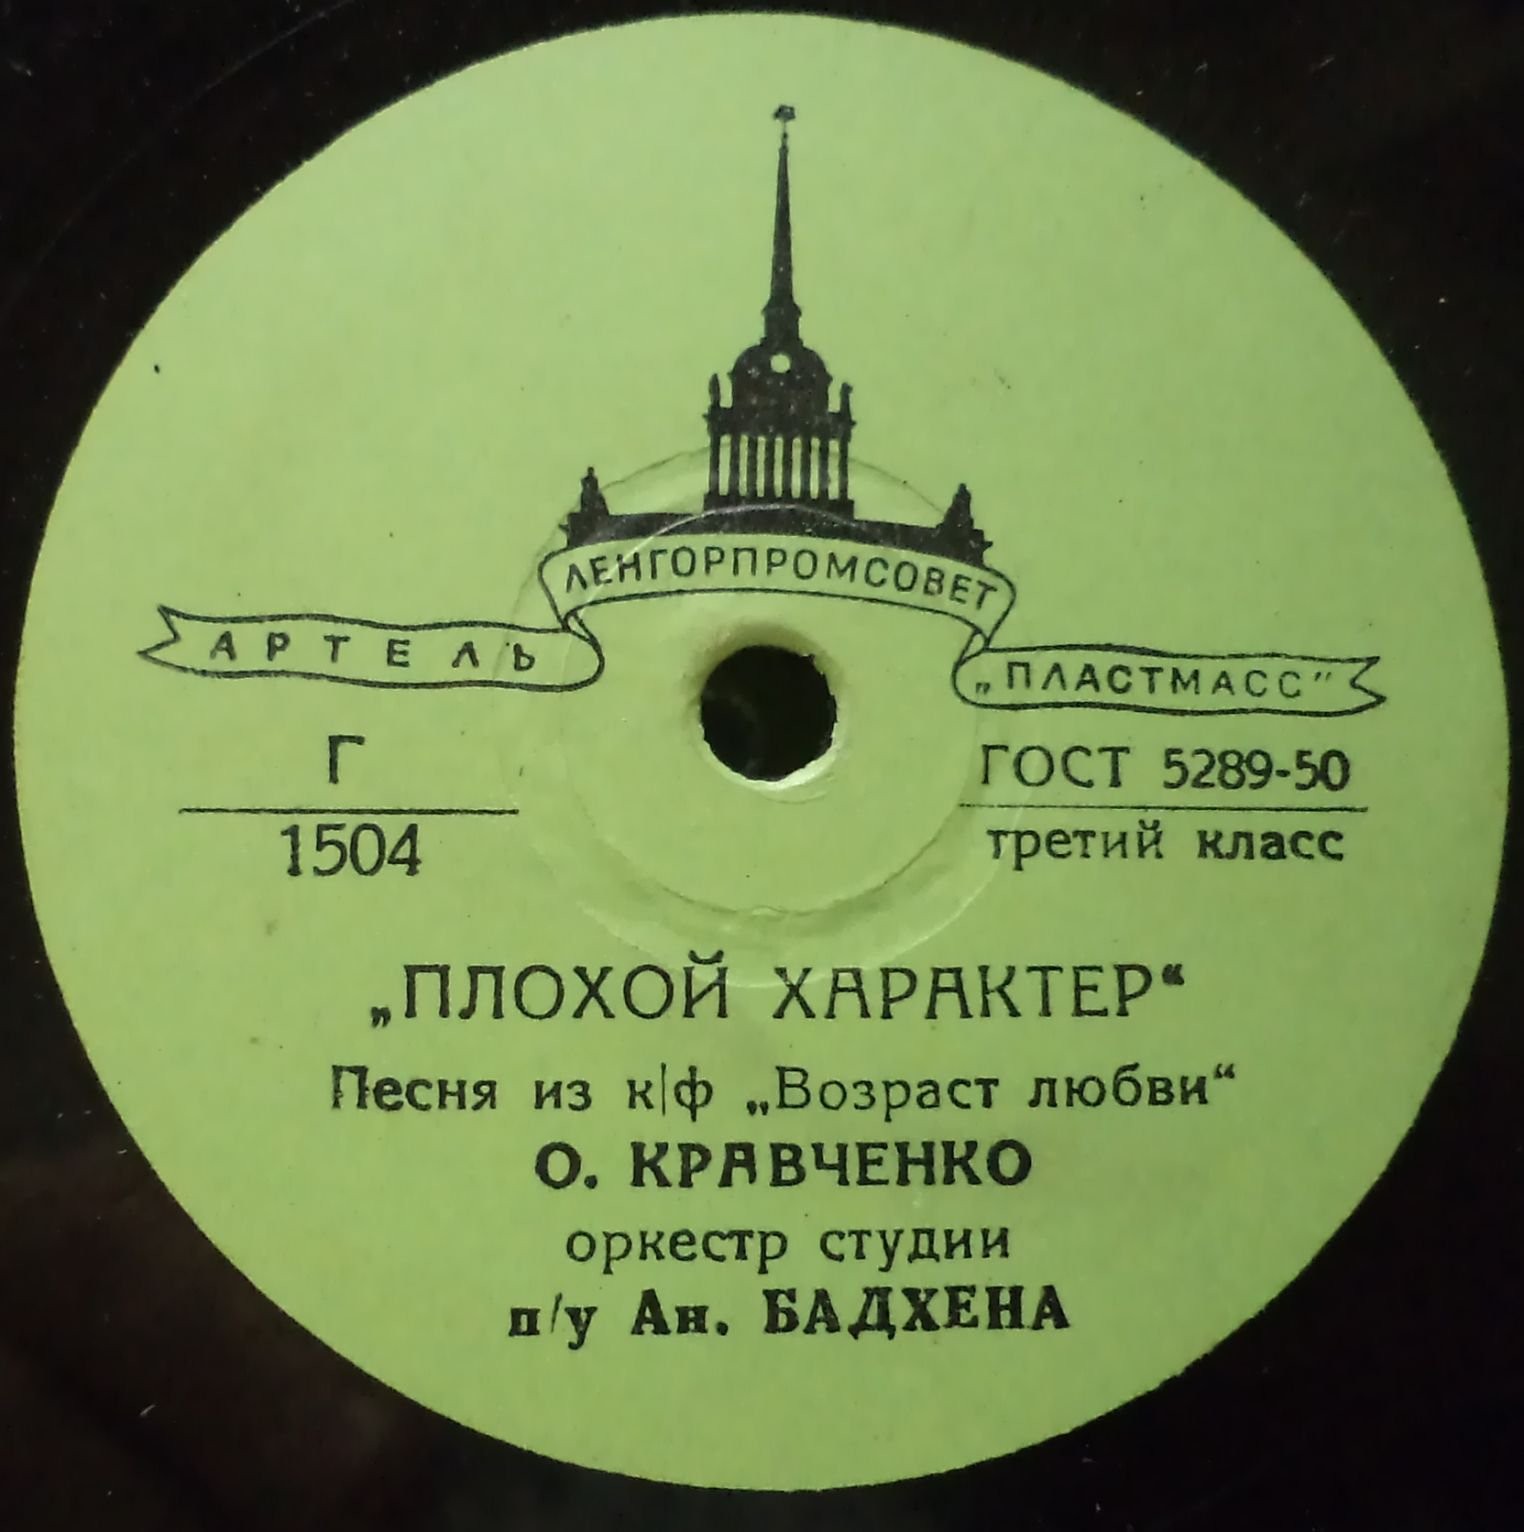 ЛЕНГОРПРОМСОВЕТ
АРТЕЛЬ
„ПЛАСТМАСС"
Г
1504
ГОСТ 5289-50
третий класс
„ПЛОХОЙ ХАРАКТЕР“
Песня из к/ф „Возраст любви“
О. КРАВЧЕНКО
оркестр студии
п/у Ан. БАДХЕНА